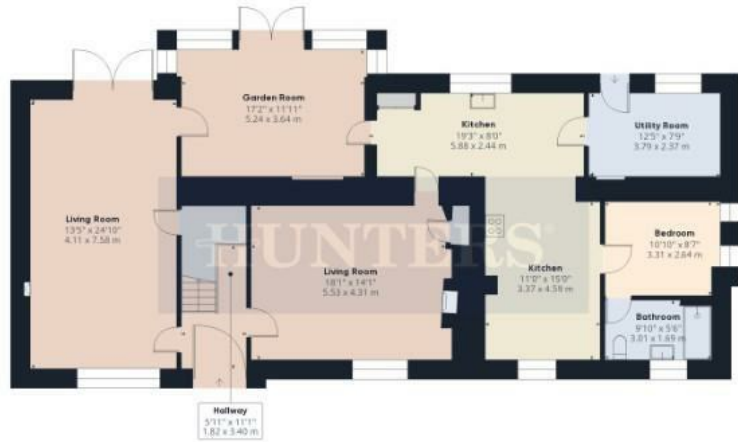 Garden Room
17'2" x 11'11"
5.24 x 3.64 m
Kitchen
19'3" x 8'0"
5.88 x 2.44 m
Utility Room
12'5" x 7'9"
3.79 x 2.37 m
Living Room
13'5" x 24'10"
4.11 x 7.58 m
HUNTERS
Living Room
18'1" x 14'1"
5.53 x 4.31 m
Kitchen
11'0" x 15'0"
3.37 x 4.59 m
Bedroom
10'10" x 8'7"
3.31 x 2.64 m
Bathroom
9'10" x 5'6"
3.01 x 1.69 m
Hallway
5'11" x 11'1"
1.82 x 3.40 m